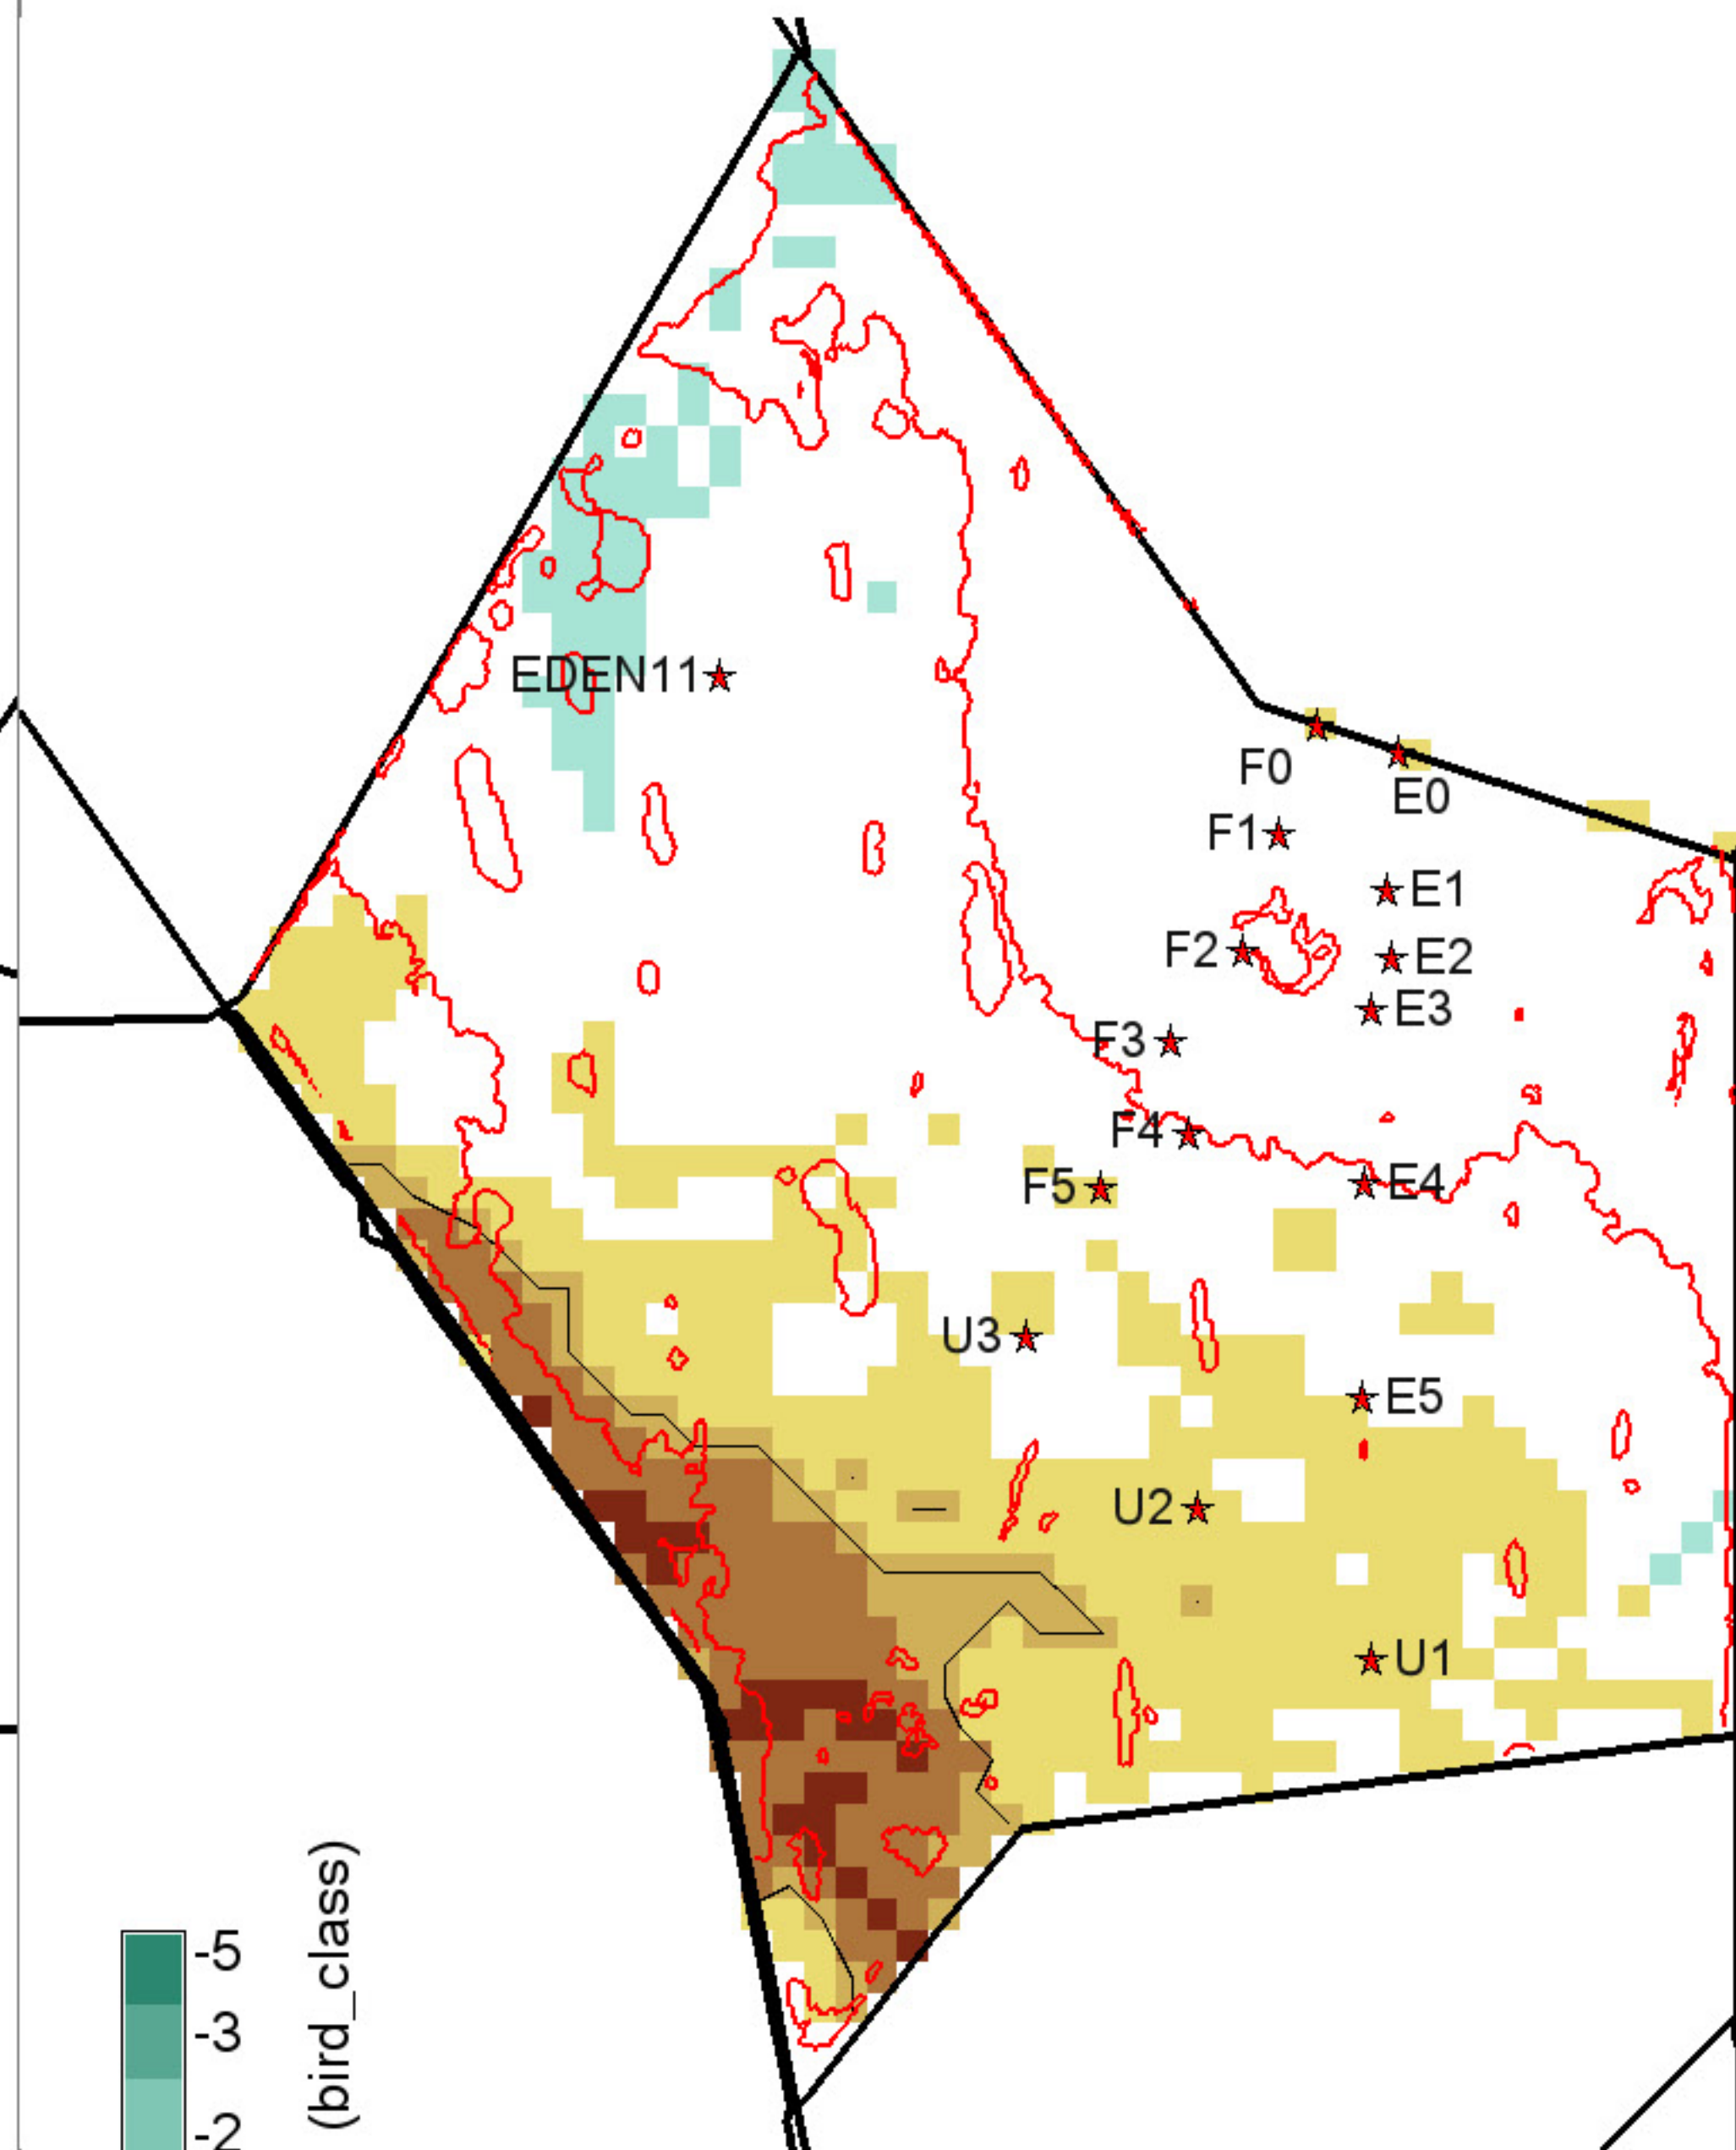 EDEN11
F0
E0
F1
E1
F2
E2
E3
F3
F4
E4
F5
U3
E5
U2
U1
(bird_class)
-5
-3
-2